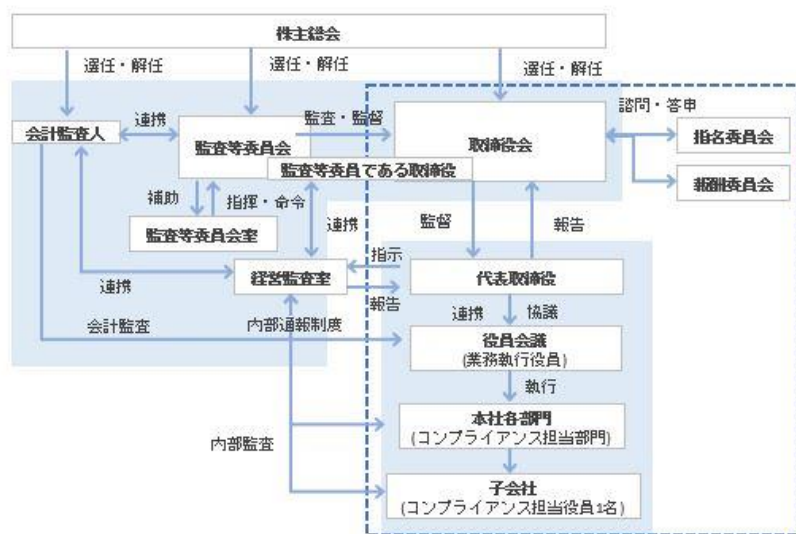 株主総会
選任・解任
選任・解任
選任・解任
諮問・答申
会計監査人
連携
監査等委員会
監査・監督
取締役会
指名委員会
監査等委員である取締役
報酬委員会
補助
指揮・命令
連携
監督
報告
監査等委員会室
指示
経営監査室
代表取締役
連携
報告
連携
協議
会計監査
内部通報制度
役員会議
(業務執行役員)
執行
本社各部門
(コンプライアンス担当部門)
内部監査
子会社
(コンプライアンス担当役員1名)